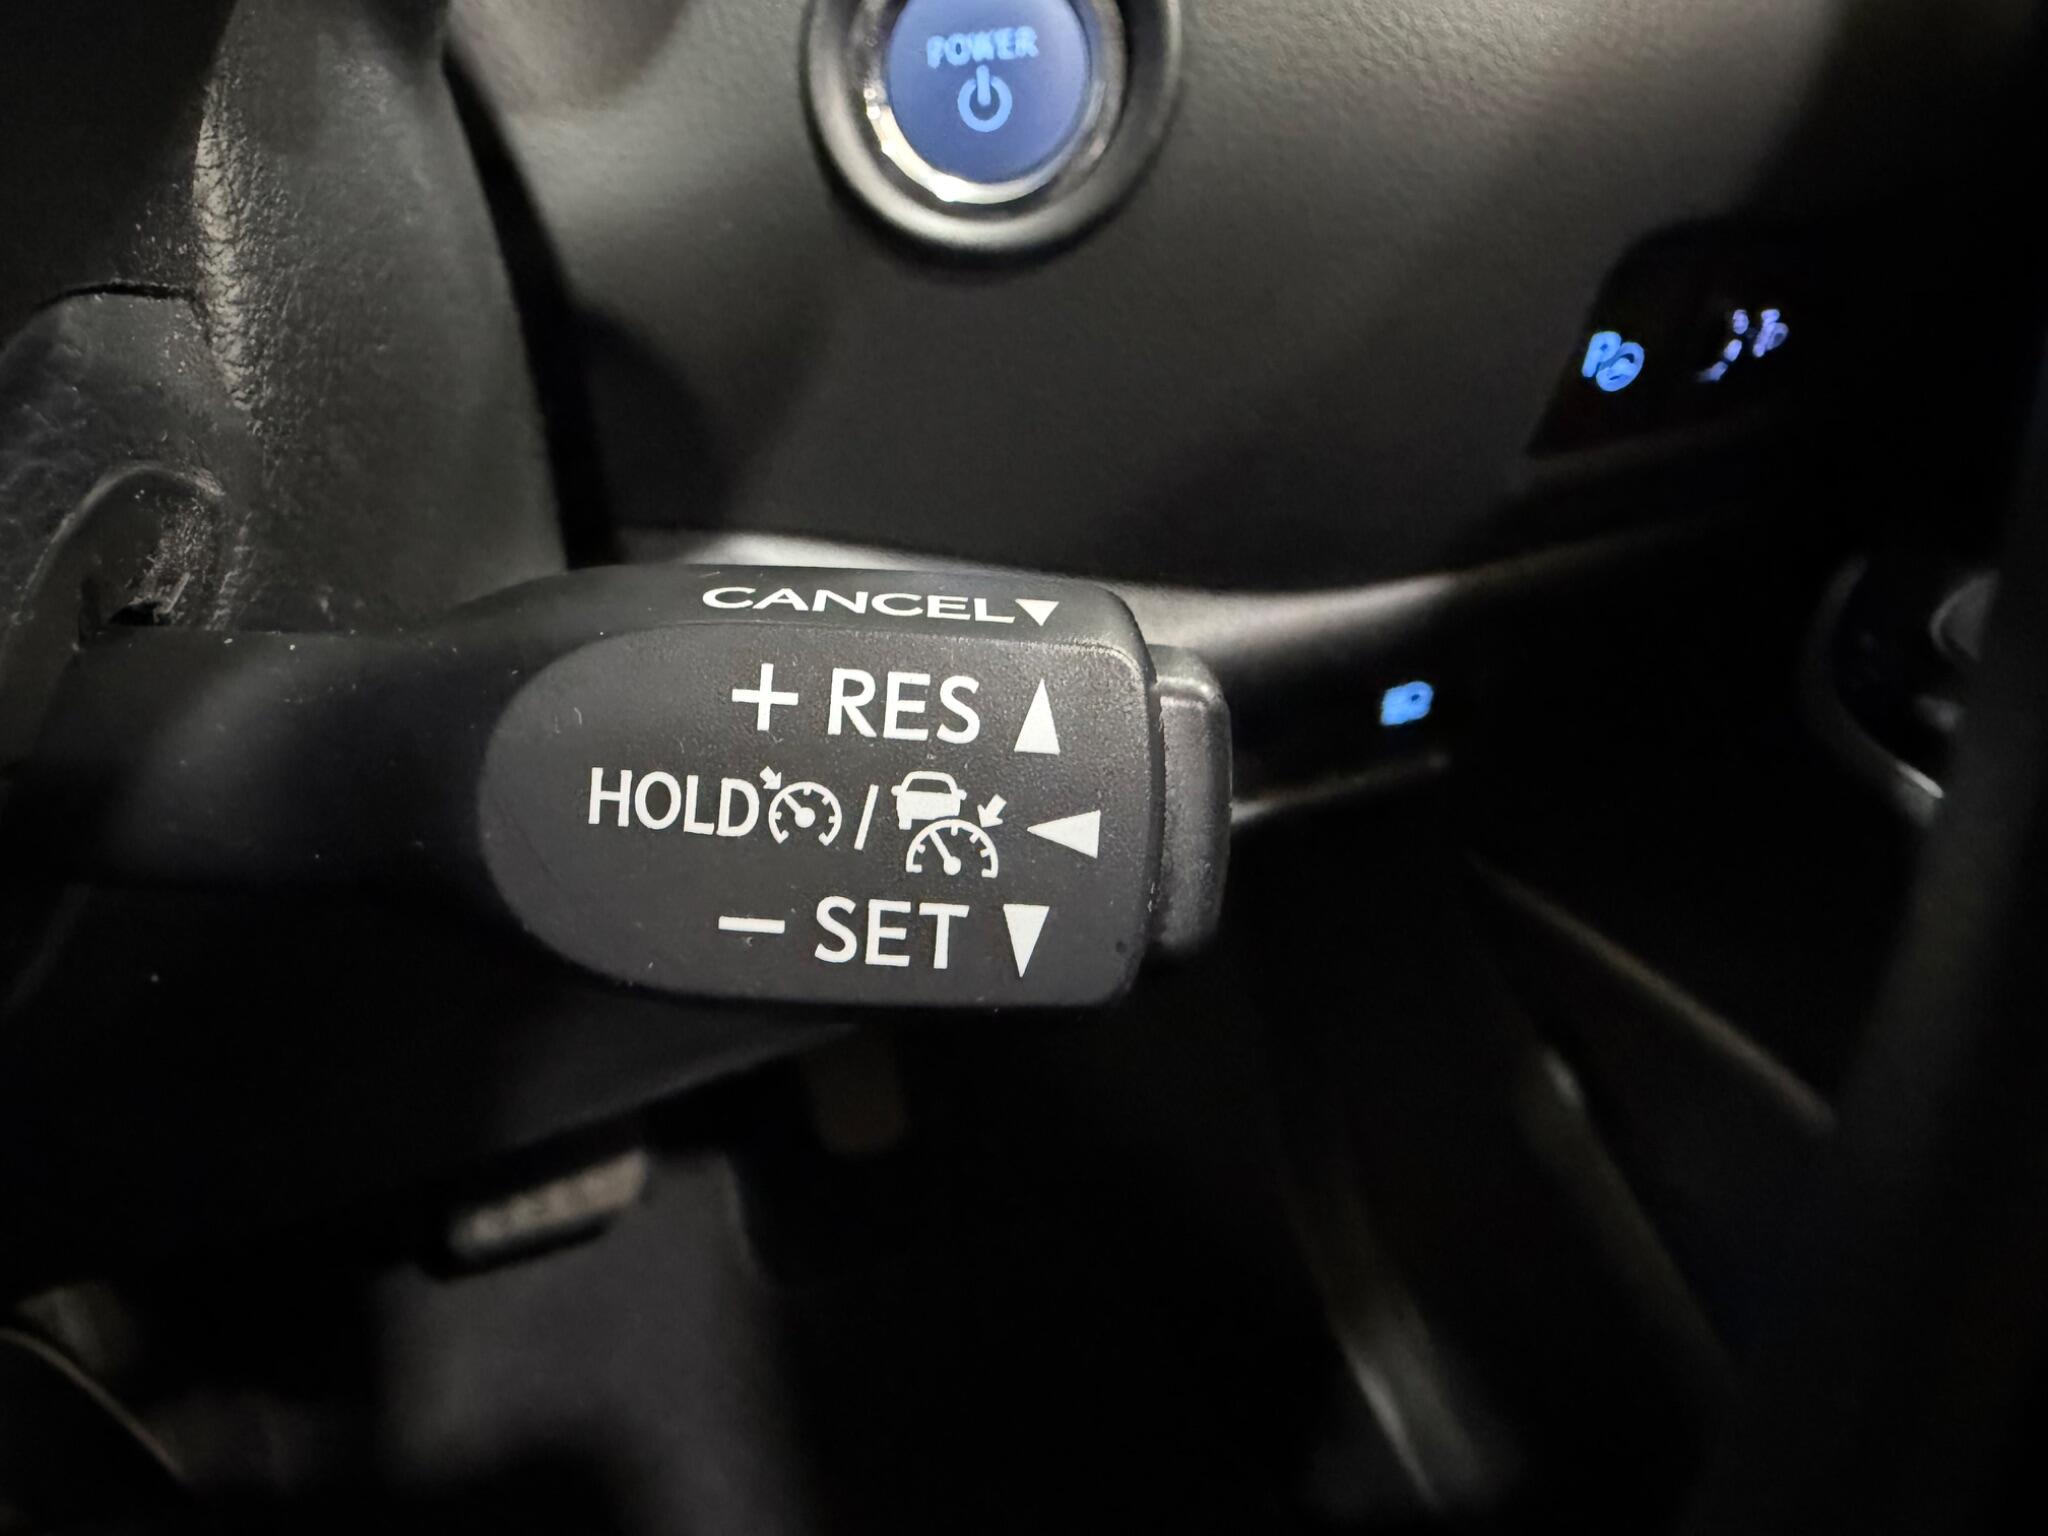 POWER
CANCEL▼
+ RES ▲
HOLD / ◀
− SET ▼